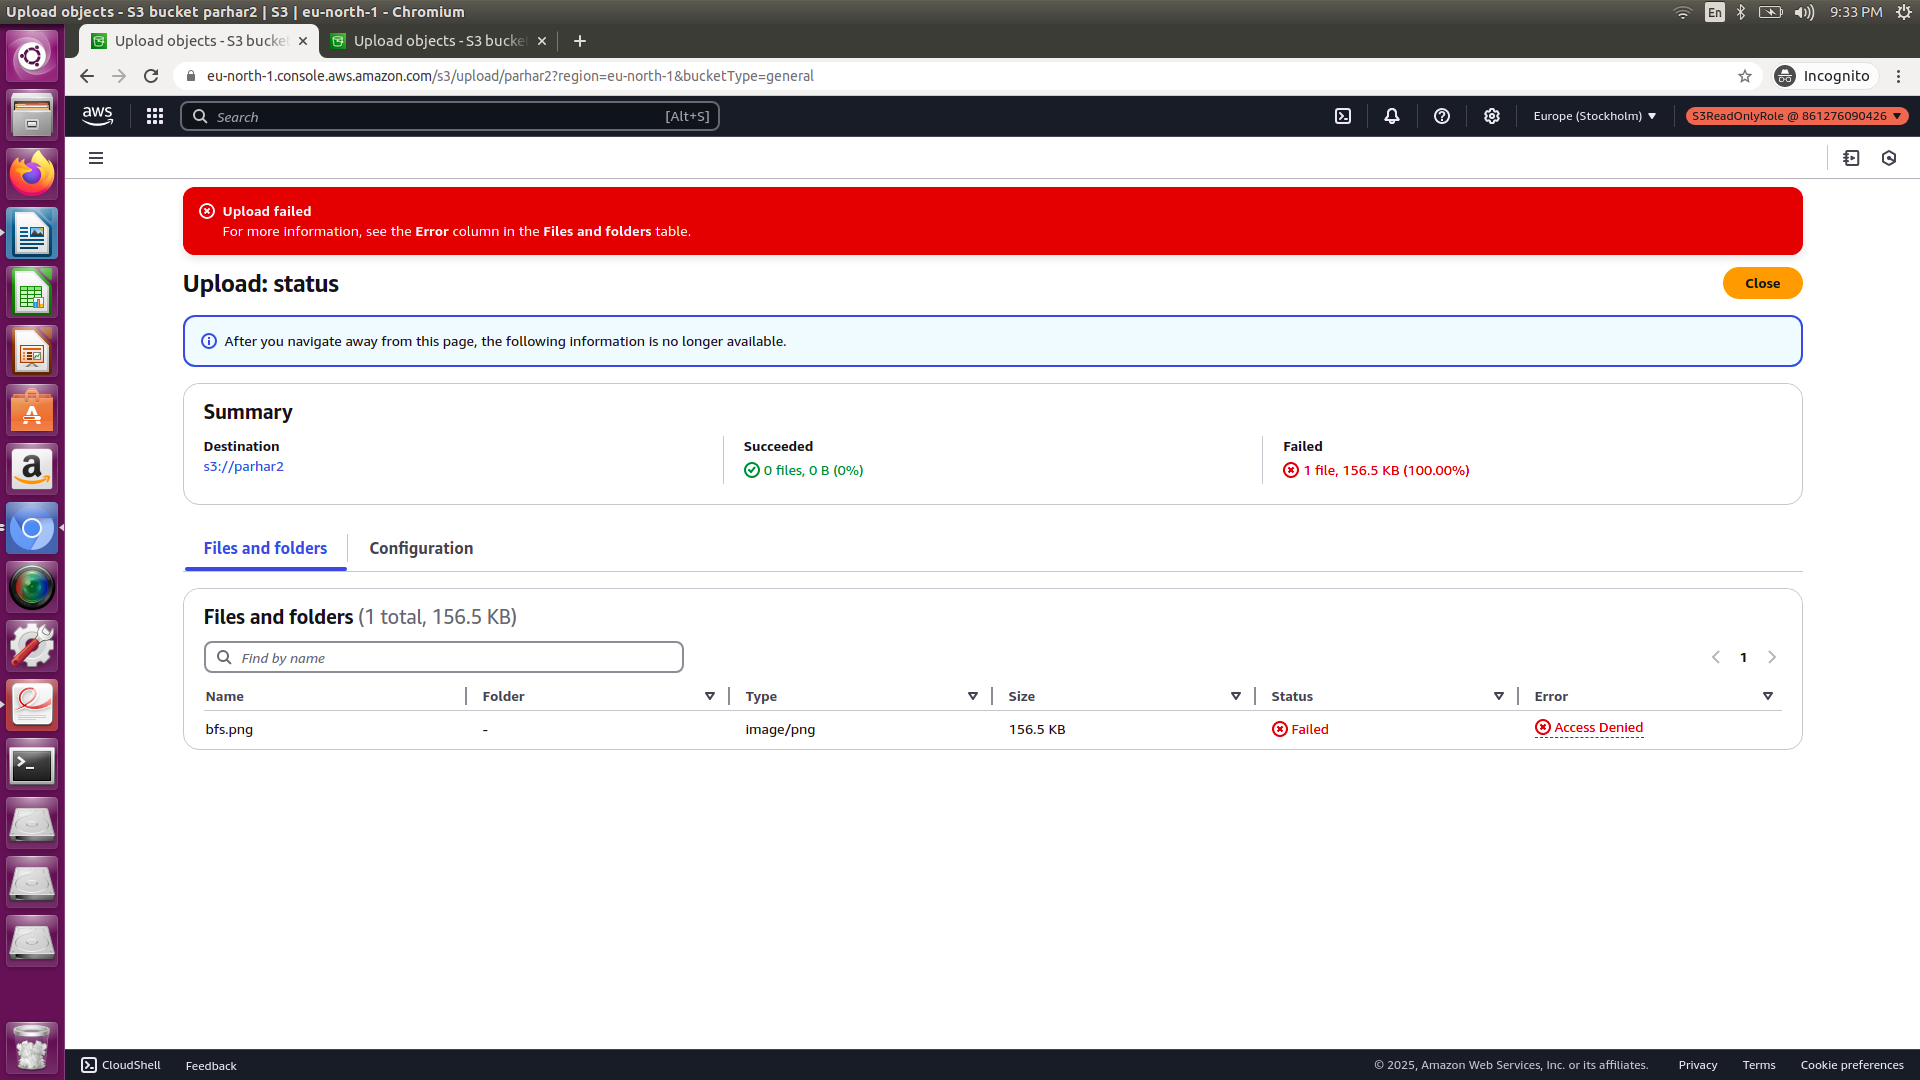 Upload objects - S3 bucket parhar2 | S3 | eu-north-1 - Chromium
En
9:33 PM
Upload objects - S3 bucke
Upload objects - S3 bucke
eu-north-1.console.aws.amazon.com/s3/upload/parhar2?region=eu-north-1&bucketType=general
Incognito
aws
Search
[Alt+S]
Europe (Stockholm)
S3ReadOnlyRole @ 861276090426
Upload failed
For more information, see the Error column in the Files and folders table.
Upload: status
Close
After you navigate away from this page, the following information is no longer available.
Summary
Destination
s3://parhar2
Succeeded
0 files, 0 B (0%)
Failed
1 file, 156.5 KB (100.00%)
Files and folders
Configuration
Files and folders (1 total, 156.5 KB)
Find by name
1
Name Folder Type Size Status Error
bfs.png - image/png 156.5 KB Failed Access Denied
CloudShell
Feedback
© 2025, Amazon Web Services, Inc. or its affiliates.
Privacy
Terms
Cookie preferences